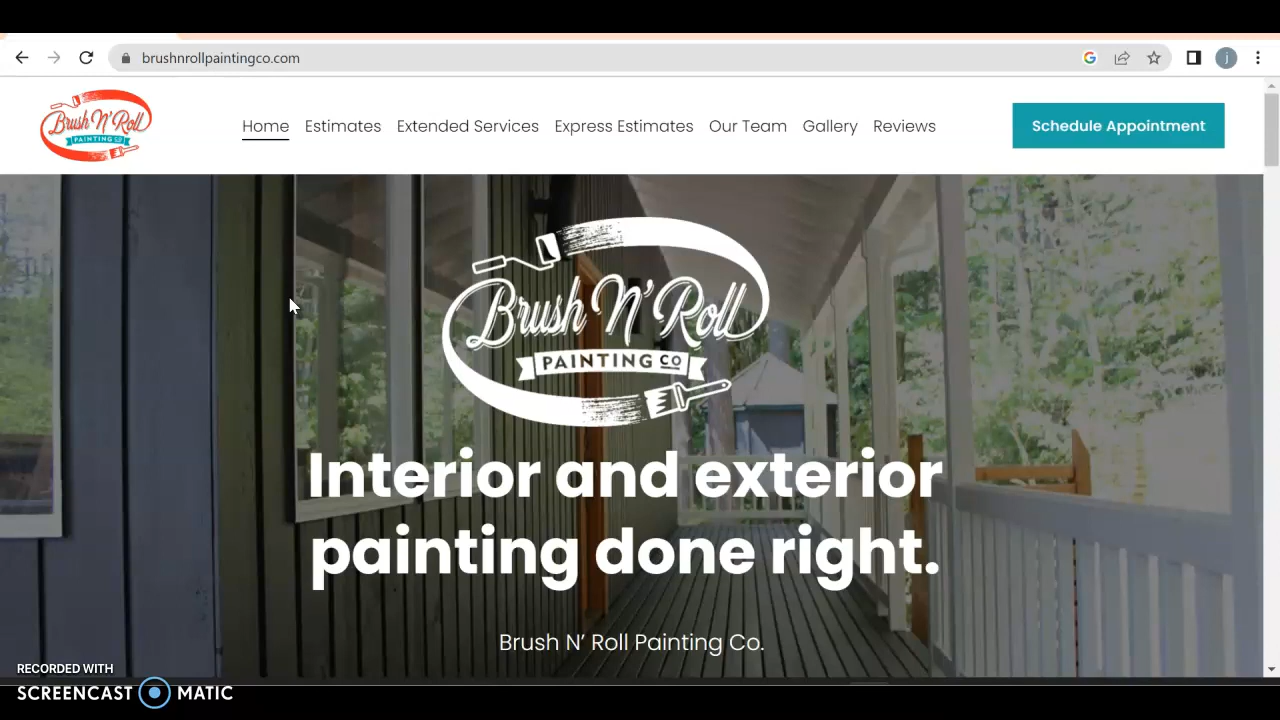 brushnrollpaintingco.com
G
j
Brush N' Roll
PAINTING CO
Home Estimates Extended Services Express Estimates Our Team Gallery Reviews
Schedule Appointment
Brush N' Roll
PAINTING CO
Interior and exterior
painting done right.
Brush N' Roll Painting Co.
RECORDED WITH
SCREENCAST MATIC